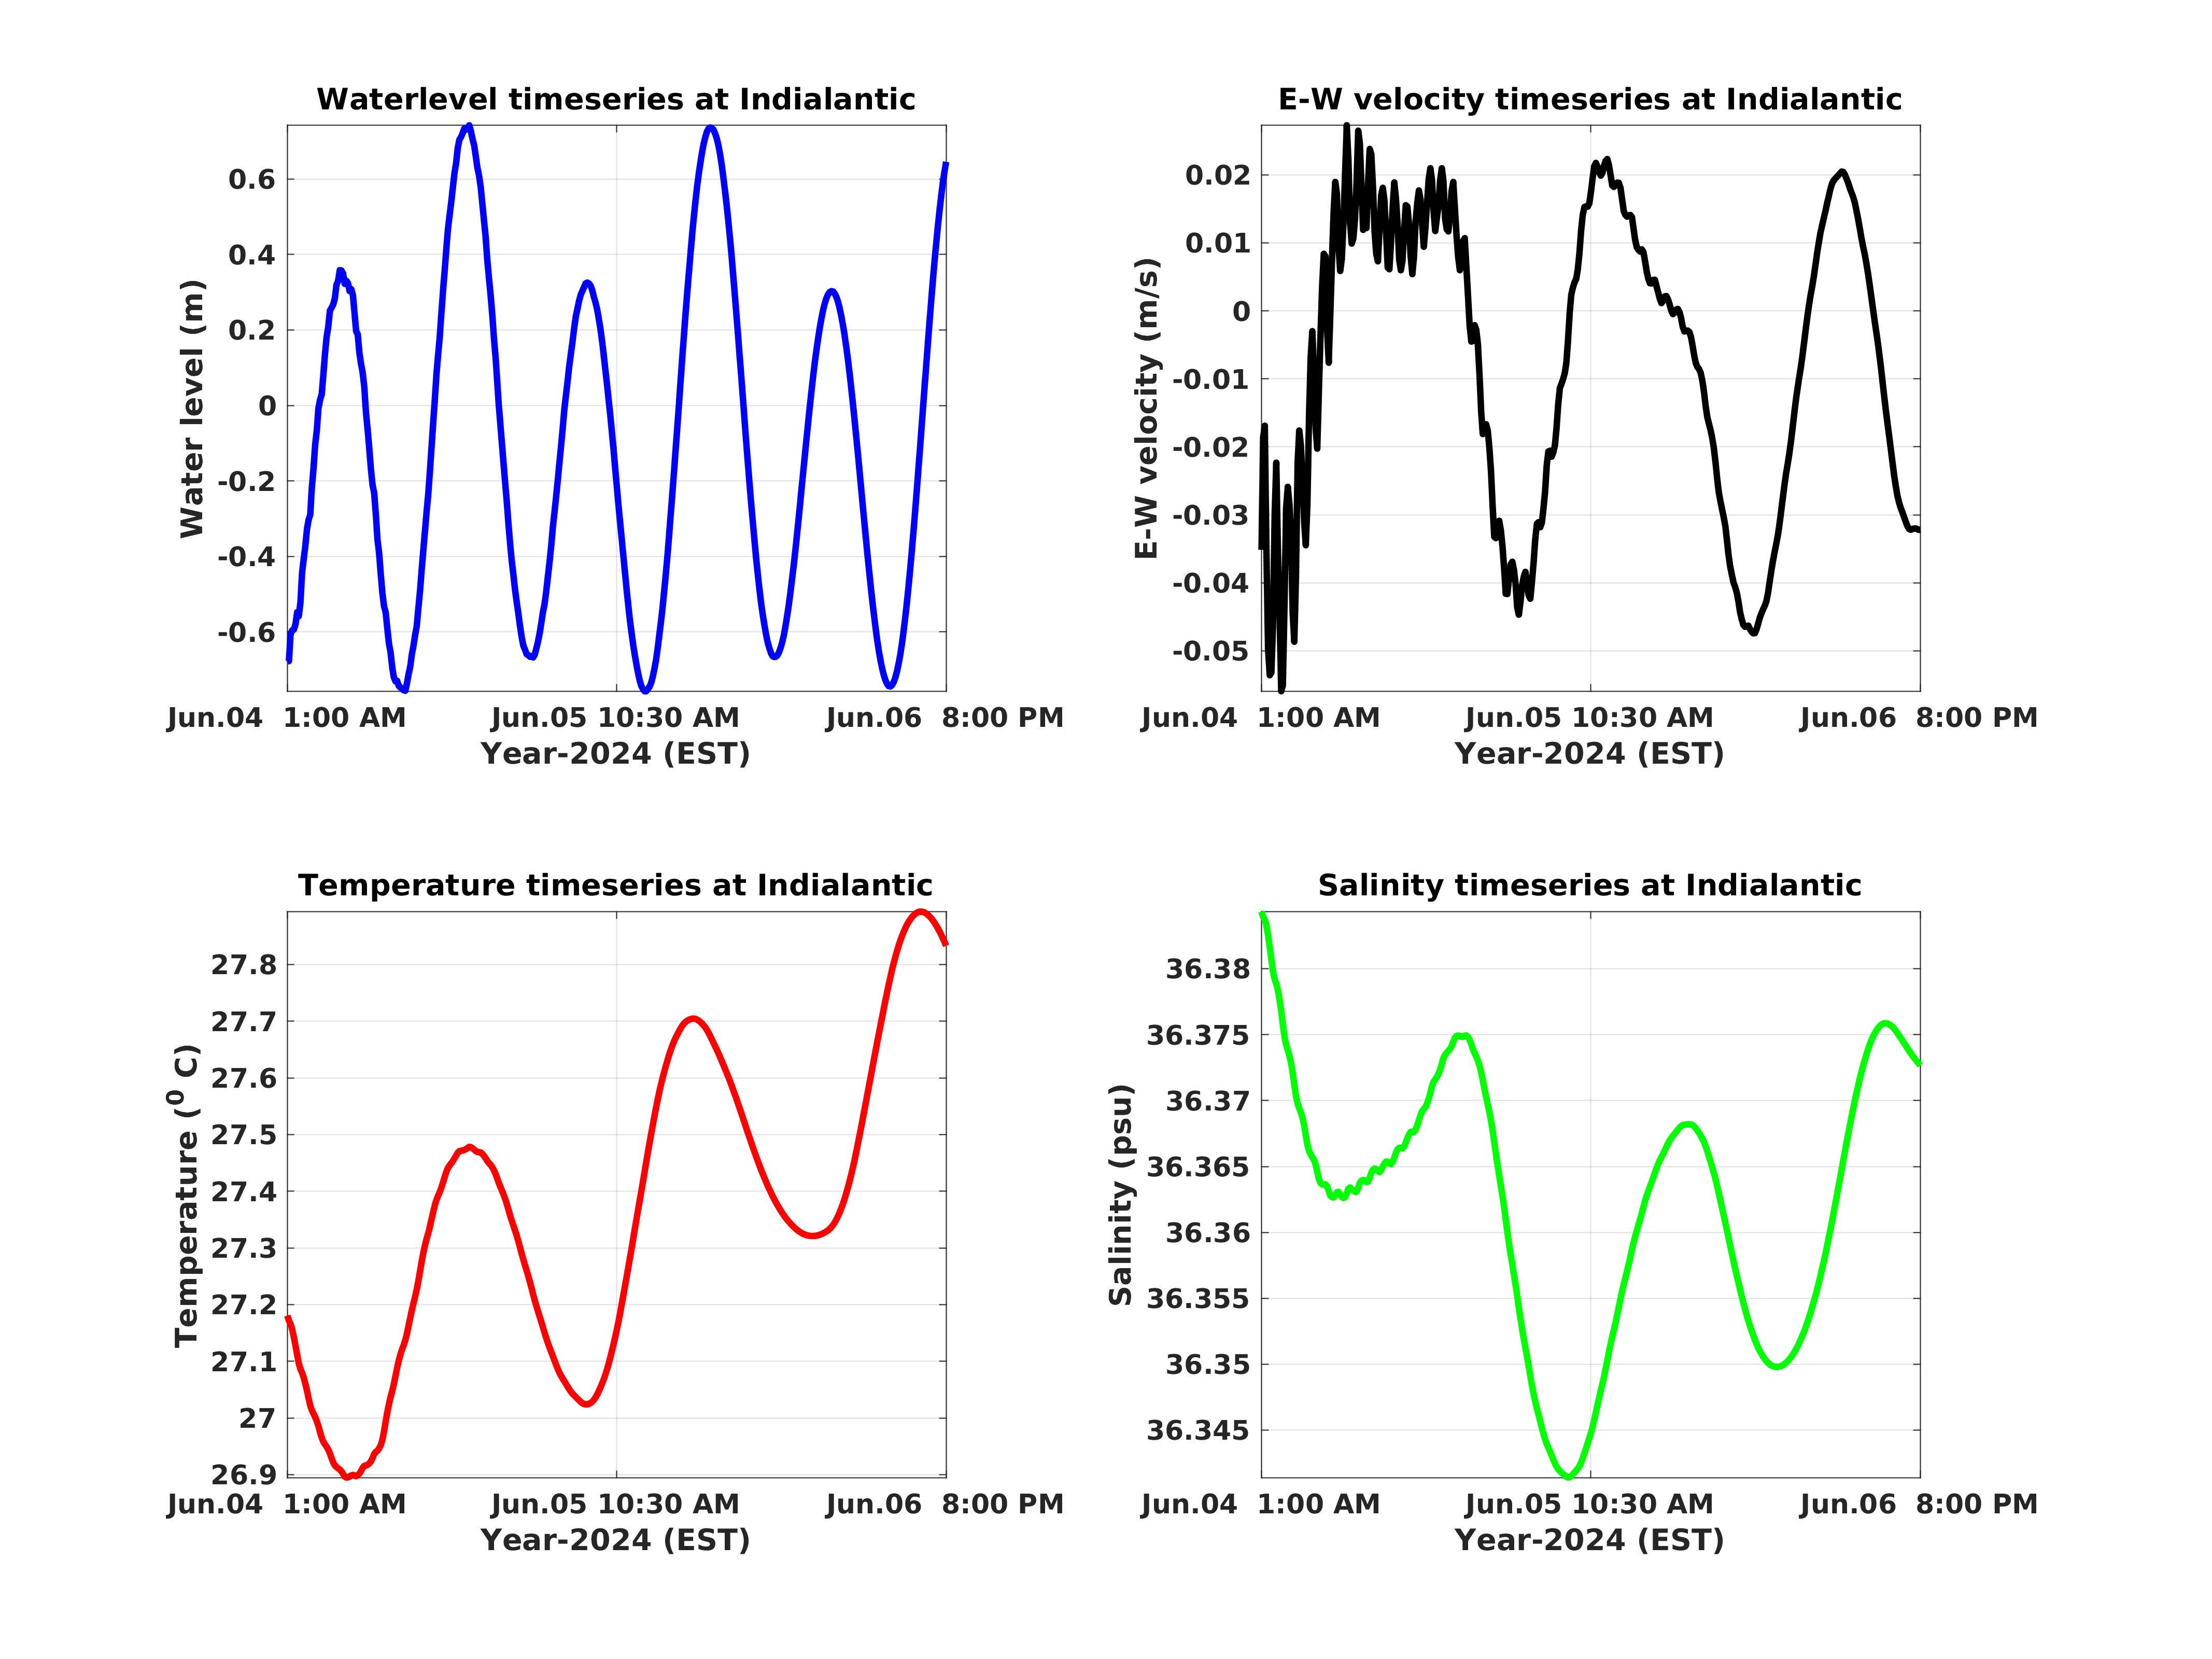 Waterlevel timeseries at Indialantic
Water level (m)
0.6
0.4
0.2
0
-0.2
-0.4
-0.6
Jun.04 1:00 AM
Jun.05 10:30 AM
Jun.06 8:00 PM
Year-2024 (EST)
E-W velocity timeseries at Indialantic
E-W velocity (m/s)
0.02
0.01
0
-0.01
-0.02
-0.03
-0.04
-0.05
Jun.04 1:00 AM
Jun.05 10:30 AM
Jun.06 8:00 PM
Year-2024 (EST)
Temperature timeseries at Indialantic
Temperature (⁰ C)
27.8
27.7
27.6
27.5
27.4
27.3
27.2
27.1
27
26.9
Jun.04 1:00 AM
Jun.05 10:30 AM
Jun.06 8:00 PM
Year-2024 (EST)
Salinity timeseries at Indialantic
Salinity (psu)
36.38
36.375
36.37
36.365
36.36
36.355
36.35
36.345
Jun.04 1:00 AM
Jun.05 10:30 AM
Jun.06 8:00 PM
Year-2024 (EST)